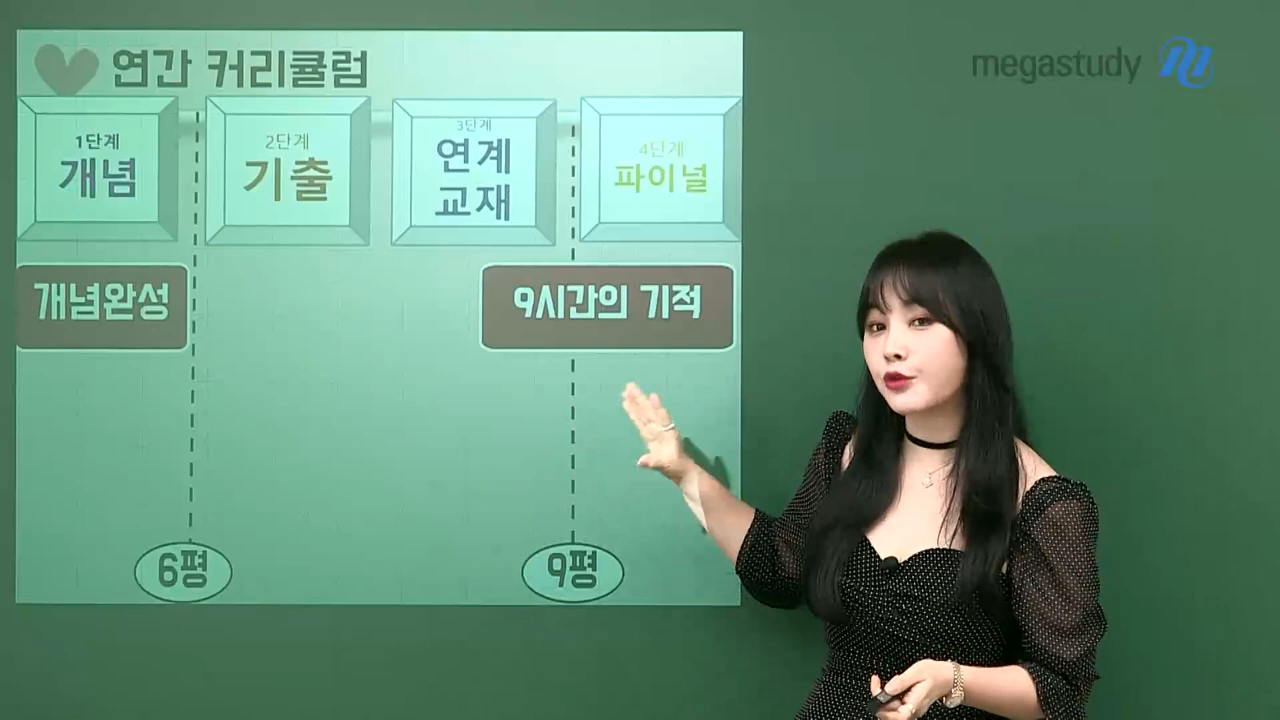 연간 커리큘럼
megastudy
1단계
개념
2단계
기출
3단계
연계
교재
4단계
파이널
개념완성
9시간의 기적
6평
9평